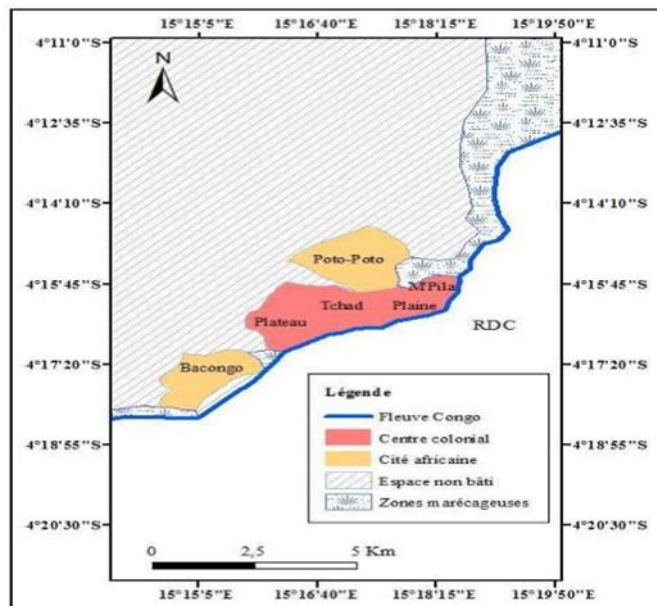 15°15'5"E 15°16'40"E 15°18'15"E 15°19'50"E
4°11'0"S 4°11'0"S
N
4°12'35"S 4°12'35"S
4°14'10"S 4°14'10"S
Poto-Poto
4°15'45"S 4°15'45"S
M'Pila
Tchad Plaine
Plateau RDC
4°17'20"S 4°17'20"S
Bacongo
Légende
Fleuve Congo
4°18'55"S 4°18'55"S
Centre colonial
Cité africaine
Espace non bâti
Zones marécageuses
4°20'30"S 4°20'30"S
0 2,5 5 Km
15°15'5"E 15°16'40"E 15°18'15"E 15°19'50"E